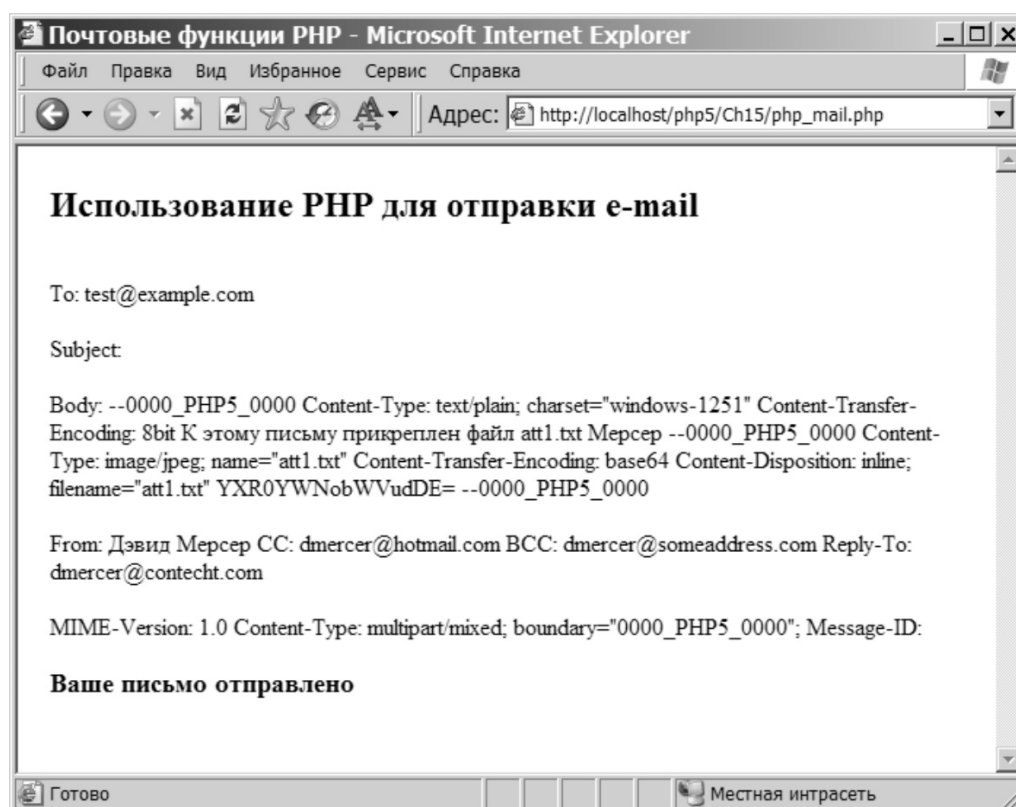 Почтовые функции PHP - Microsoft Internet Explorer
Файл Правка Вид Избранное Сервис Справка
Адрес: http://localhost/php5/Ch15/php_mail.php
Использование PHP для отправки e-mail
To: test@example.com
Subject:
Body: --0000_PHP5_0000 Content-Type: text/plain; charset="windows-1251" Content-Transfer-
Encoding: 8bit К этому письму прикреплен файл att1.txt Мерсер --0000_PHP5_0000 Content-
Type: image/jpeg; name="att1.txt" Content-Transfer-Encoding: base64 Content-Disposition: inline;
filename="att1.txt" YXR0YWNobWVudDE= --0000_PHP5_0000
From: Дэвид Мерсер CC: dmercer@hotmail.com BCC: dmercer@someaddress.com Reply-To:
dmercer@contecht.com
MIME-Version: 1.0 Content-Type: multipart/mixed; boundary="0000_PHP5_0000"; Message-ID:
Ваше письмо отправлено
Готово
Местная интрасеть